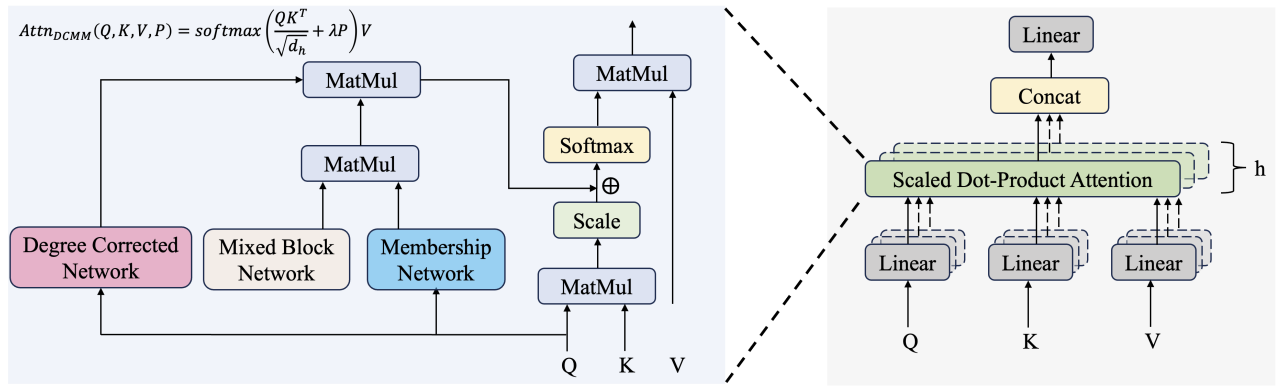 Attn_DCMM(Q, K, V, P) = softmax(QK^T/√d_h + λP)V
MatMul
MatMul
Softmax
⊕
MatMul
Scale
Degree Corrected
Network
Mixed Block
Network
Membership
Network
MatMul
Q K V
Linear
Concat
Scaled Dot-Product Attention
h
Linear Linear Linear
Q K V